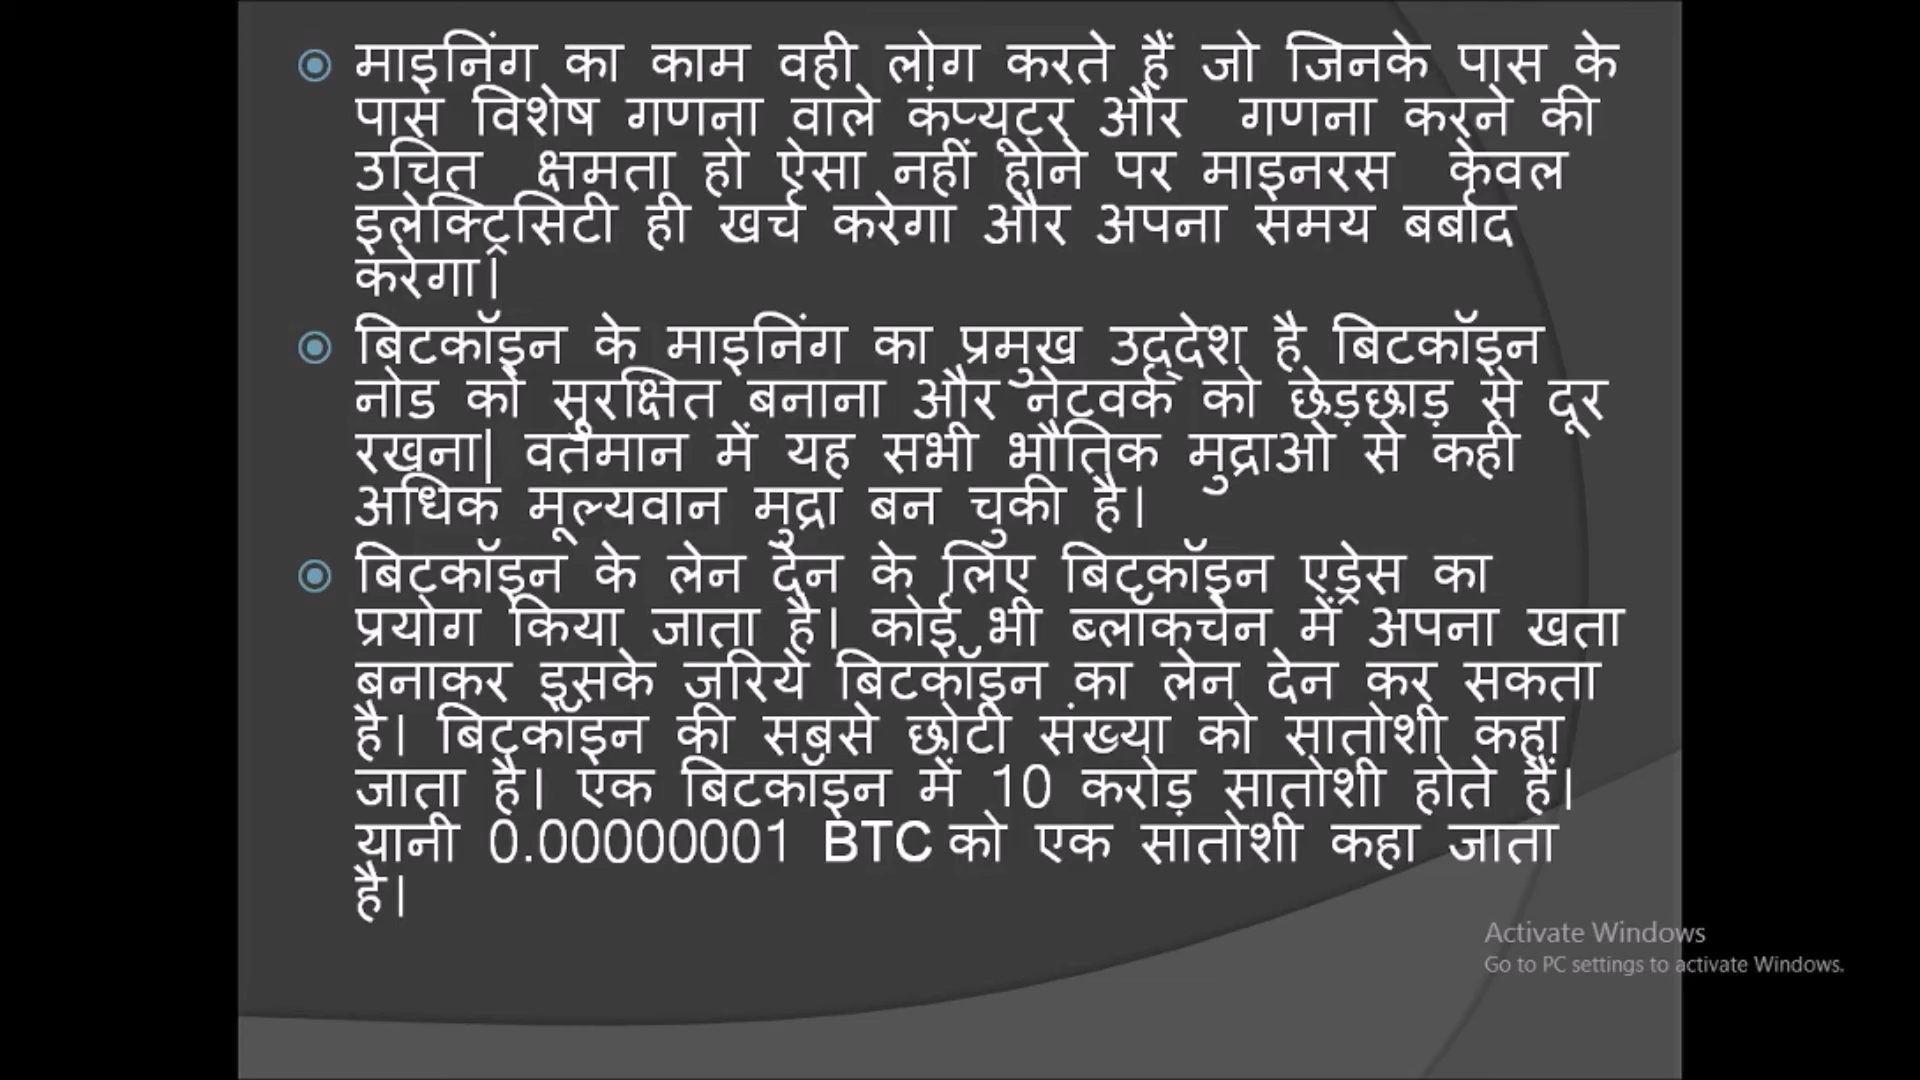 माइनिंग का काम वही लोग करते हैं जो जिनके पास के
पास विशेष गणना वाले कंप्यूटर और गणना करने की
उचित क्षमता हो ऐसा नहीं होने पर माइनरस केवल
इलेक्ट्रिसिटी ही खर्च करेगा और अपना समय बर्बाद
करेगा।
बिटकॉइन के माइनिंग का प्रमुख उद्देश है बिटकॉइन
नोड को सुरक्षित बनाना और नेटवर्क को छेड़छाड़ से दूर
रखना| वर्तमान में यह सभी भौतिक मुद्राओ से कही
अधिक मूल्यवान मुद्रा बन चुकी है।
बिटकॉइन के लेन देन के लिए बिटकॉइन एड्रेस का
प्रयोग किया जाता है। कोई भी ब्लॉकचेन में अपना खता
बनाकर इसके जरिये बिटकॉइन का लेन देन कर सकता
है। बिटकॉइन की सबसे छोटी संख्या को सातोशी कहा
जाता है। एक बिटकॉइन में 10 करोड़ सातोशी होते हैं।
यानी 0.00000001 BTC को एक सातोशी कहा जाता
है।
Activate Windows
Go to PC settings to activate Windows.